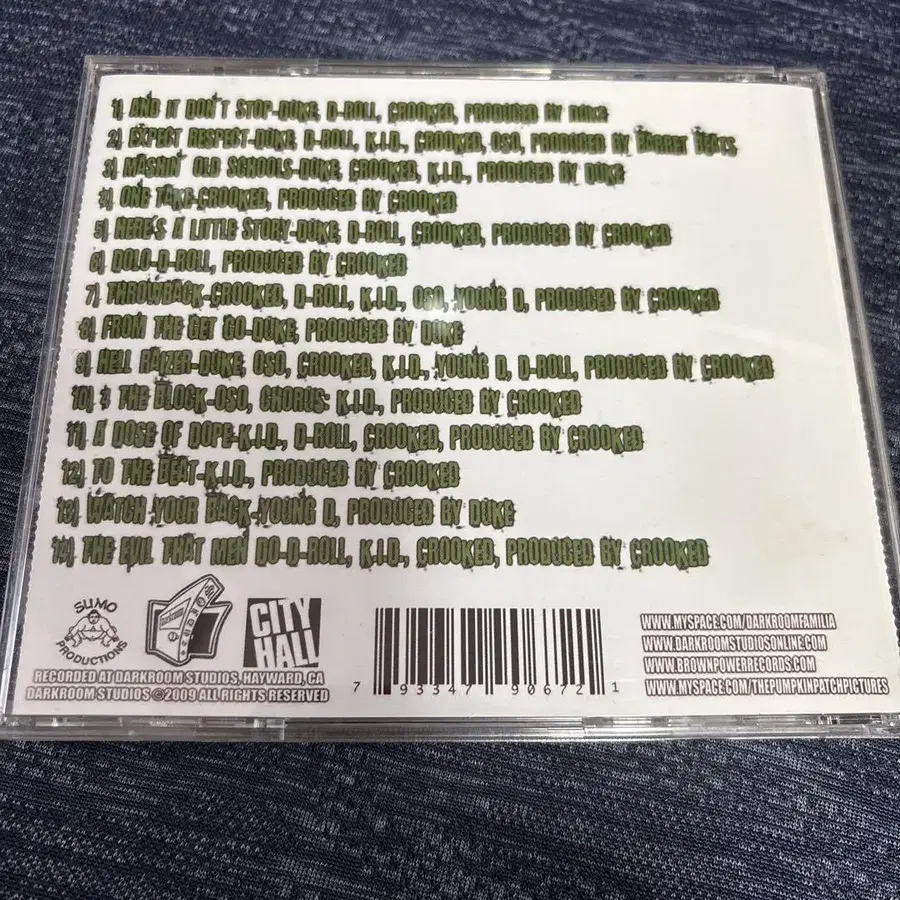 1) AND IT DON'T STOP-DUKE, D-ROLL, CROOKED, PRODUCED BY DUKE
2) EXPECT RESPECT-DUKE, D-ROLL, K.I.D., CROOKED, OSO, PRODUCED BY BARRET BEATS,
3) MASHIN' OLD SCHOOLS-DUKE, CROOKED, K.I.D., PRODUCED BY DUKE
4) ONE TAKE-CROOKED, PRODUCED BY CROOKED
5) HERE'S A LITTLE STORY-DUKE, D-ROLL, CROOKED, PRODUCED BY CROOKED
6) DOLO-D-ROLL, PRODUCED BY CROOKED
7) THROWBACK-CROOKED, D-ROLL, K.I.D., OSO, YOUNG D, PRODUCED BY CROOKED
8) FROM THE GET GO-DUKE, PRODUCED BY DUKE
9) HELL RAIZER-DUKE, OSO, CROOKED, K.I.D., YOUNG D, D-ROLL, PRODUCED BY CROOKED
10) 4 THE BLOCK-OSO, CHORUS: K.I.D., PRODUCED BY CROOKED
11) A DOSE OF DOPE-K.I.D., D-ROLL, CROOKED, PRODUCED BY CROOKED
12) TO THE BEAT-K.I.D., PRODUCED BY CROOKED
13) WATCH YOUR BACK-YOUNG D, PRODUCED BY DUKE
14) THE EVIL THAT MEN DO-D-ROLL, K.I.D., CROOKED, PRODUCED BY CROOKED
SUMO
PRODUCTIONS
CITY
HALL
RECORDED AT DARKROOM STUDIOS, HAYWARD, CA
DARKROOM STUDIOS ©2009 ALL RIGHTS RESERVED
7 93347 90672 1
WWW.MYSPACE.COM/DARKROOMFAMILIA
WWW.DARKROOMSTUDIOSONLINE.COM
WWW.BROWNPOWERRECORDS.COM
WWW.MYSPACE.COM/THEPUMPKINPATCHPICTURES